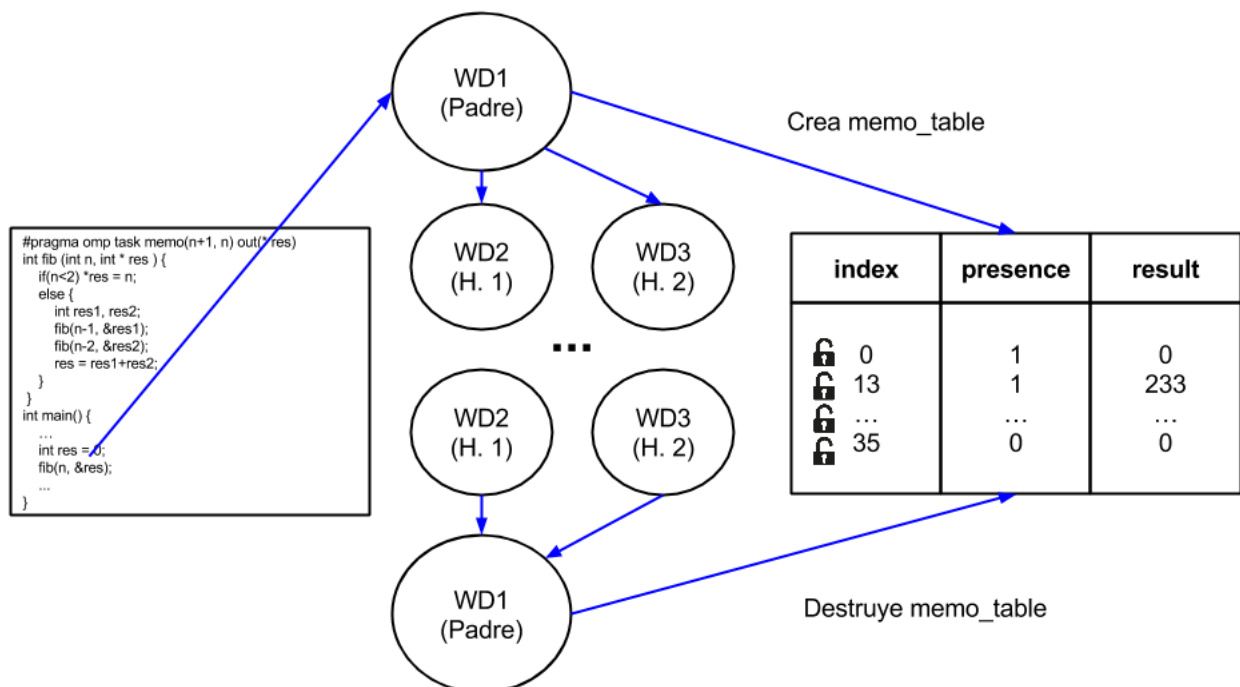 WD1
(Padre)
Crea memo_table
#pragma omp task memo(n+1, n) out(* res)
int fib (int n, int * res ) {
if(n<2) *res = n;
else {
int res1, res2;
fib(n-1, &res1);
fib(n-2, &res2);
res = res1+res2;
}
}
int main() {
...
int res = 0;
fib(n, &res);
...
}
WD2
(H. 1)
WD3
(H. 2)
...
WD2
(H. 1)
WD3
(H. 2)
index presence result
0 1 0
13 1 233
... ... ...
35 0 0
WD1
(Padre)
Destruye memo_table